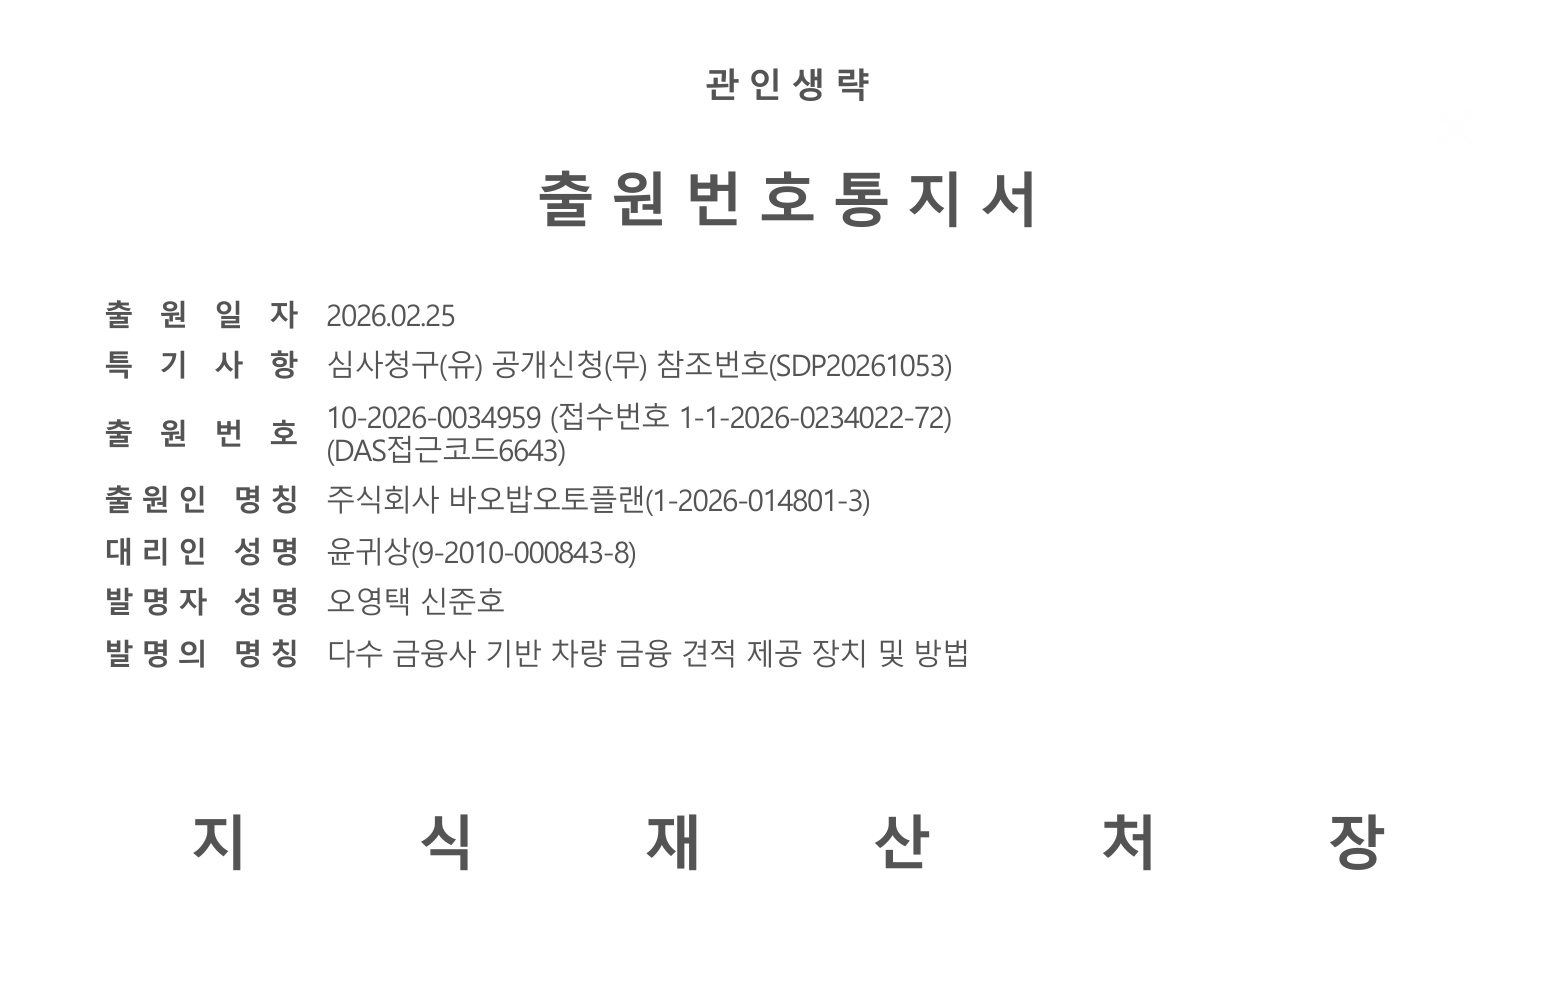 관 인 생 략
출 원 번 호 통 지 서
출 원 일 자 2026.02.25
특 기 사 항 심사청구(유) 공개신청(무) 참조번호(SDP20261053)
출 원 번 호 10-2026-0034959 (접수번호 1-1-2026-0234022-72)
(DAS접근코드6643)
출 원 인 명 칭 주식회사 바오밥오토플랜(1-2026-014801-3)
대 리 인 성 명 윤귀상(9-2010-000843-8)
발 명 자 성 명 오영택 신준호
발 명 의 명 칭 다수 금융사 기반 차량 금융 견적 제공 장치 및 방법
지 식 재 산 처 장